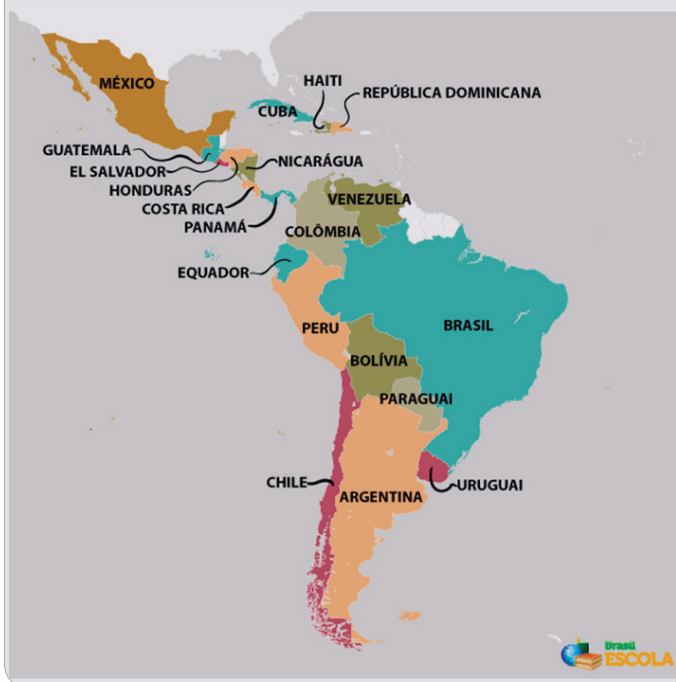 MÉXICO
HAITI
REPÚBLICA DOMINICANA
CUBA
GUATEMALA
NICARÁGUA
EL SALVADOR
HONDURAS
VENEZUELA
COSTA RICA
PANAMÁ
COLÔMBIA
EQUADOR
PERU
BRASIL
BOLÍVIA
PARAGUAI
CHILE
URUGUAI
ARGENTINA
Brasil
ESCOLA